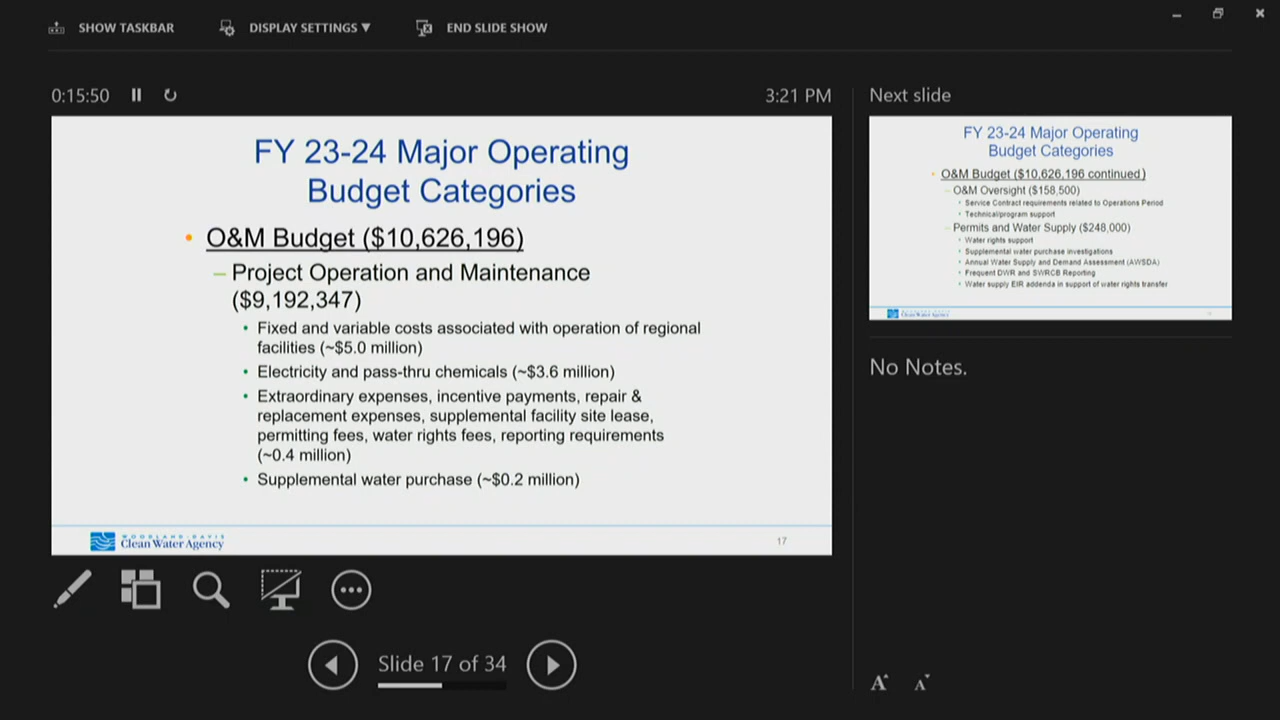 SHOW TASKBAR
DISPLAY SETTINGS ▼
END SLIDE SHOW
0:15:50
3:21 PM
FY 23-24 Major Operating
Budget Categories
• O&M Budget ($10,626,196)
– Project Operation and Maintenance
($9,192,347)
• Fixed and variable costs associated with operation of regional
facilities (~$5.0 million)
• Electricity and pass-thru chemicals (~$3.6 million)
• Extraordinary expenses, incentive payments, repair &
replacement expenses, supplemental facility site lease,
permitting fees, water rights fees, reporting requirements
(~0.4 million)
• Supplemental water purchase (~$0.2 million)
WOODLAND-DAVIS
Clean Water Agency
17
Slide 17 of 34
Next slide
FY 23-24 Major Operating
Budget Categories
• O&M Budget ($10,626,196 continued)
– O&M Oversight ($158,500)
• Service Contract requirements related to Operations Period
• Technical/program support
– Permits and Water Supply ($248,000)
• Water rights support
• Supplemental water purchase investigations
• Annual Water Supply and Demand Assessment (AWSDA)
• Frequent DWR and SWRCB Reporting
• Water supply EIR addenda in support of water rights transfer
Clean Water Agency
No Notes.
A
A